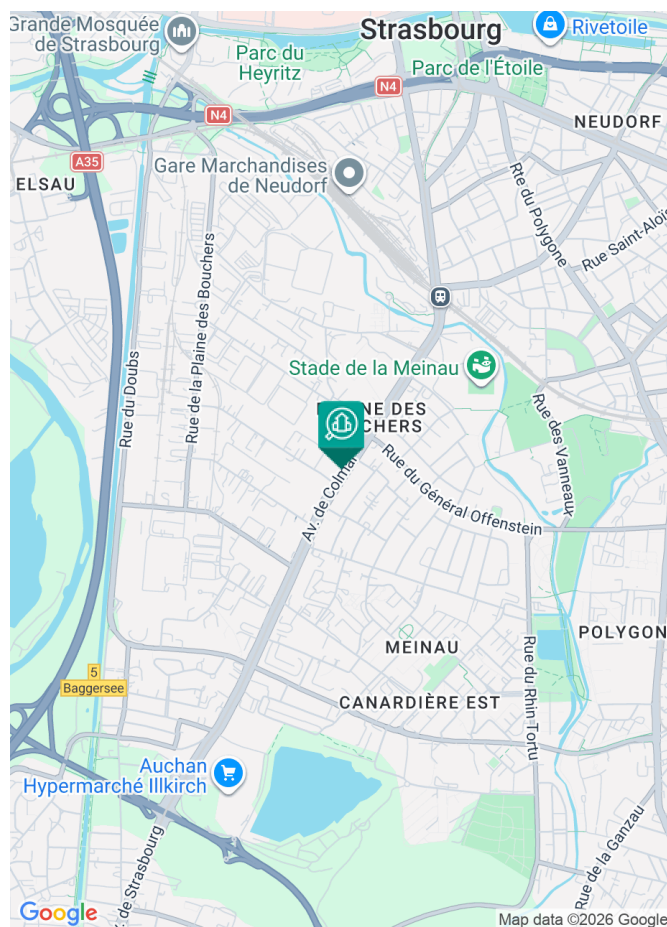 Grande Mosquée
de Strasbourg
Strasbourg
Rivetoile
Parc du
Heyritz
Parc de l'Étoile
N4
N4
NEUDORF
A35
Gare Marchandises
de Neudorf
ELSAU
Rte du Polygone
Rue Saint-Alois
Rue de la Plaine des Bouchers
Rue du Doubs
Stade de la Meinau
NE DES
CHERS
Rue des Vanneaux
Av. de Colmar
Rue du Général Offenstein
MEINAU
POLYGON
Rue du Rhin Tortu
5
Baggersee
CANARDIÈRE EST
Auchan
Hypermarché Illkirch
de Strasbourg
Rue de la Ganzau
Google
Map data ©2026 Google